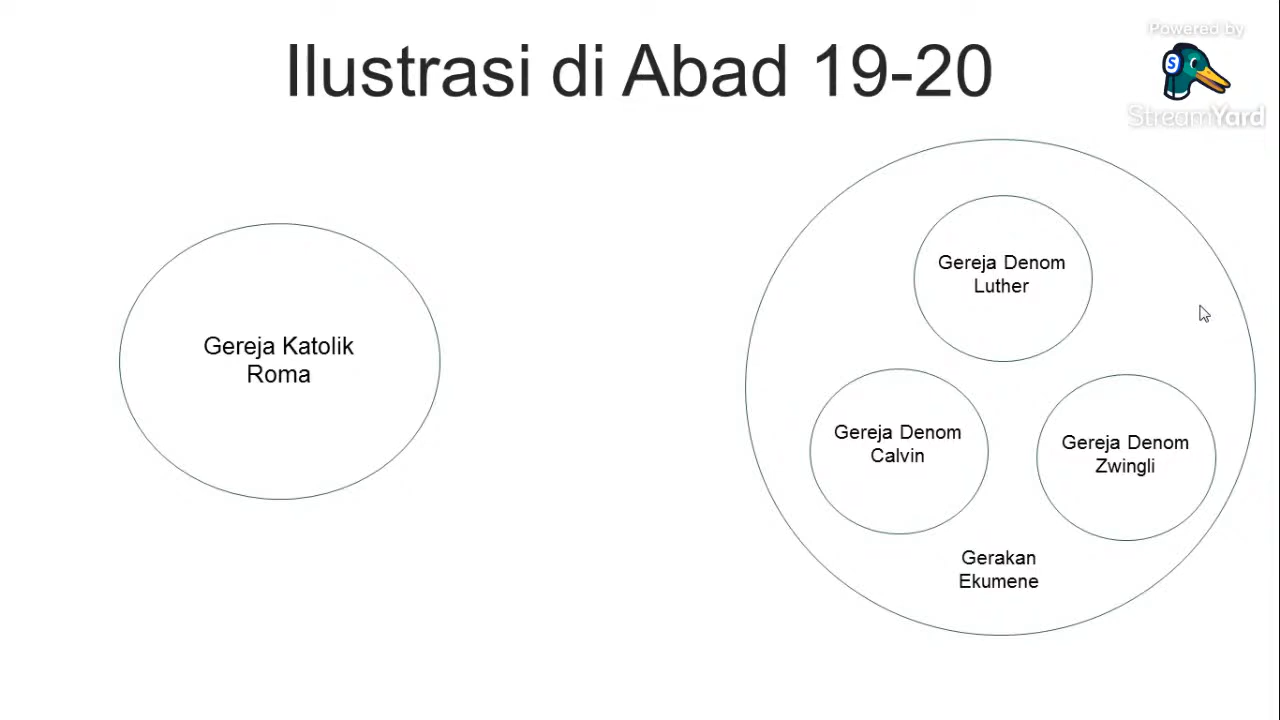 Powered by
Ilustrasi di Abad 19-20
S
StreamYard
Gereja Katolik
Roma
Gereja Denom
Luther
Gereja Denom
Calvin
Gereja Denom
Zwingli
Gerakan
Ekumene